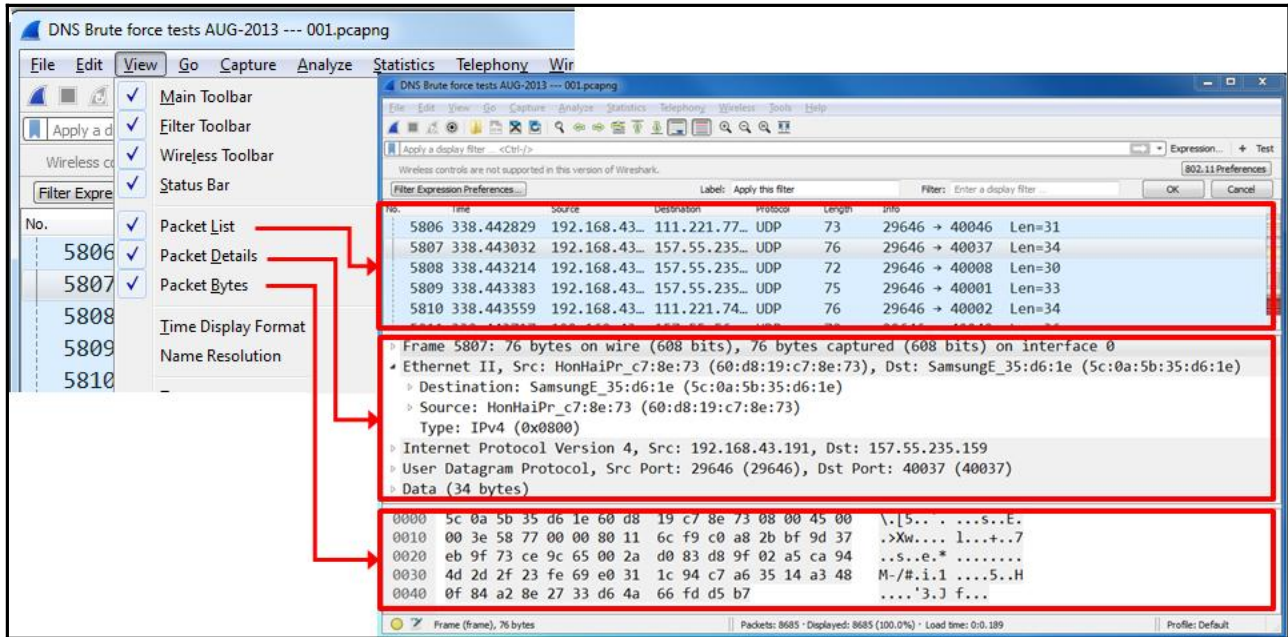 DNS Brute force tests AUG-2013 --- 001.pcapng
File Edit View Go Capture Analyze Statistics Telephony Wir
Main Toolbar
Apply a d
Filter Toolbar
Wireless co
Wireless Toolbar
Filter Expre
Status Bar
No.
Packet List
5806
Packet Details
5807
Packet Bytes
5808
Time Display Format
5809
Name Resolution
5810
DNS Brute force tests AUG-2013 --- 001.pcapng
File Edit View Go Capture Analyze Statistics Telephony Wireless Tools Help
Apply a display filter ... <Ctrl-/> Expression... + Test
Wireless controls are not supported in this version of Wireshark. 802.11 Preferences
Filter Expression Preferences... Label: Apply this filter Filter: Enter a display filter ... OK Cancel
No. Time Source Destination Protocol Length Info
5806 338.442829 192.168.43… 111.221.77… UDP 73 29646 → 40046 Len=31
5807 338.443032 192.168.43… 157.55.235… UDP 76 29646 → 40037 Len=34
5808 338.443214 192.168.43… 157.55.235… UDP 72 29646 → 40008 Len=30
5809 338.443383 192.168.43… 157.55.235… UDP 75 29646 → 40001 Len=33
5810 338.443559 192.168.43… 111.221.74… UDP 76 29646 → 40002 Len=34
Frame 5807: 76 bytes on wire (608 bits), 76 bytes captured (608 bits) on interface 0
Ethernet II, Src: HonHaiPr_c7:8e:73 (60:d8:19:c7:8e:73), Dst: SamsungE_35:d6:1e (5c:0a:5b:35:d6:1e)
Destination: SamsungE_35:d6:1e (5c:0a:5b:35:d6:1e)
Source: HonHaiPr_c7:8e:73 (60:d8:19:c7:8e:73)
Type: IPv4 (0x0800)
Internet Protocol Version 4, Src: 192.168.43.191, Dst: 157.55.235.159
User Datagram Protocol, Src Port: 29646 (29646), Dst Port: 40037 (40037)
Data (34 bytes)
0000 5c 0a 5b 35 d6 1e 60 d8 19 c7 8e 73 08 00 45 00 \.[5..`. ...s..E.
0010 00 3e 58 77 00 00 80 11 6c f9 c0 a8 2b bf 9d 37 .>Xw.... l...+..7
0020 eb 9f 73 ce 9c 65 00 2a d0 83 d8 9f 02 a5 ca 94 ..s..e.* ........
0030 4d 2d 2f 23 fe 69 e0 31 1c 94 c7 a6 35 14 a3 48 M-/#.i.1 ....5..H
0040 0f 84 a2 8e 27 33 d6 4a 66 fd d5 b7 ....'3.J f...
Frame (frame), 76 bytes Packets: 8685 · Displayed: 8685 (100.0%) · Load time: 0:0.189 Profile: Default